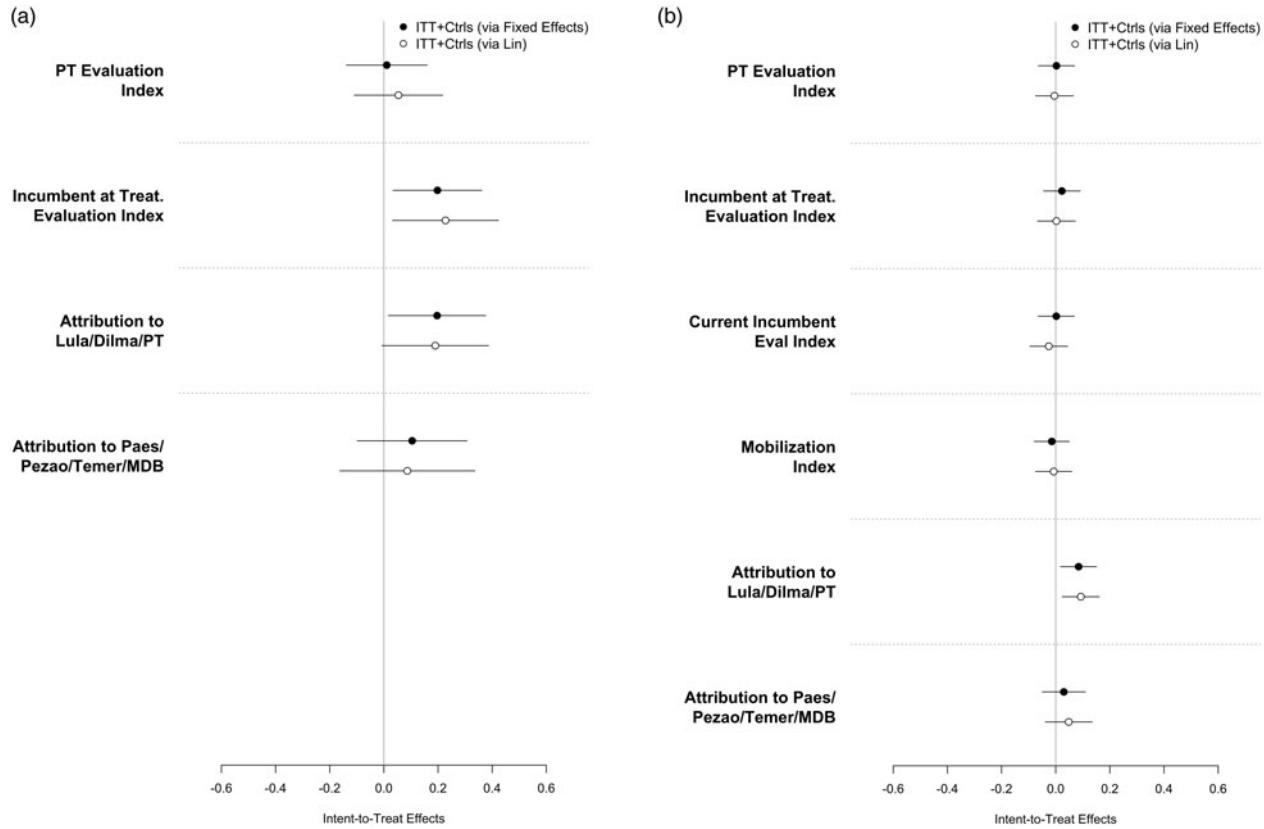 (a)
● ITT+Ctrls (via Fixed Effects)
○ ITT+Ctrls (via Lin)
PT Evaluation
Index
Incumbent at Treat.
Evaluation Index
Attribution to
Lula/Dilma/PT
Attribution to Paes/
Pezao/Temer/MDB
-0.6 -0.4 -0.2 0.0 0.2 0.4 0.6
Intent-to-Treat Effects
(b)
● ITT+Ctrls (via Fixed Effects)
○ ITT+Ctrls (via Lin)
PT Evaluation
Index
Incumbent at Treat.
Evaluation Index
Current Incumbent
Eval Index
Mobilization
Index
Attribution to
Lula/Dilma/PT
Attribution to Paes/
Pezao/Temer/MDB
-0.6 -0.4 -0.2 0.0 0.2 0.4 0.6
Intent-to-Treat Effects